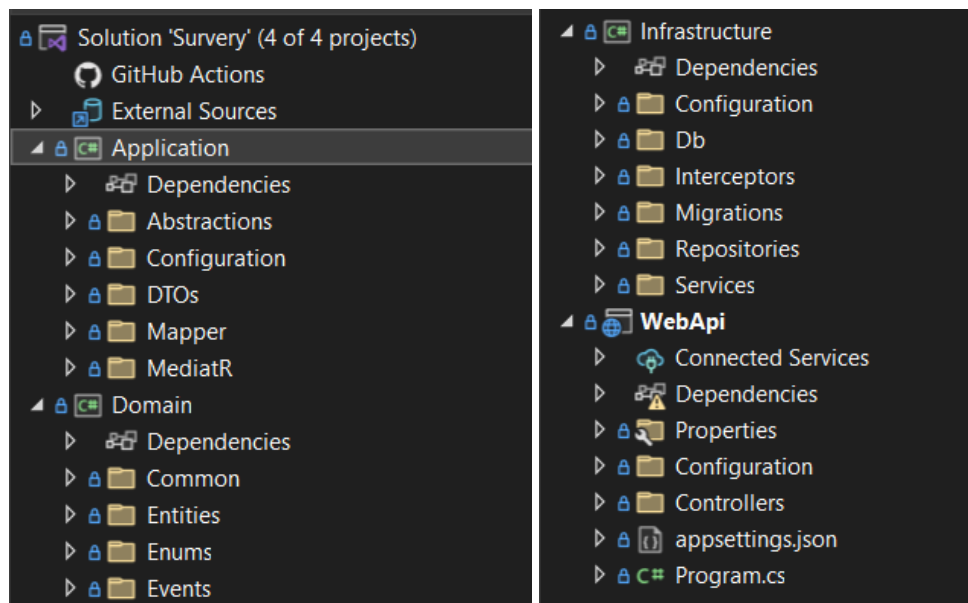 Solution 'Survery' (4 of 4 projects)
GitHub Actions
External Sources
C# Application
Dependencies
Abstractions
Configuration
DTOs
Mapper
MediatR
C# Domain
Dependencies
Common
Entities
Enums
Events
C# Infrastructure
Dependencies
Configuration
Db
Interceptors
Migrations
Repositories
Services
WebApi
Connected Services
Dependencies
Properties
Configuration
Controllers
appsettings.json
C# Program.cs